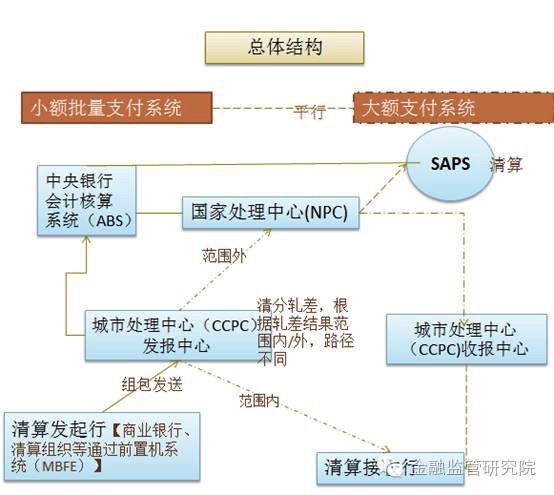 总体结构
小额批量支付系统
平行
大额支付系统
SAPS
清算
中央银行
会计核算
系统（ABS）
国家处理中心(NPC)
范围外
城市处理中心（CCPC）
发报中心
清分轧差，根
据轧差结果范
围内/外，路径
不同
城市处理中心
（CCPC)收报中心
组包发送
范围内
清算发起行【商业银行、
清算组织等通过前置机系
统（MBFE）】
清算接 行
金融监管研究院